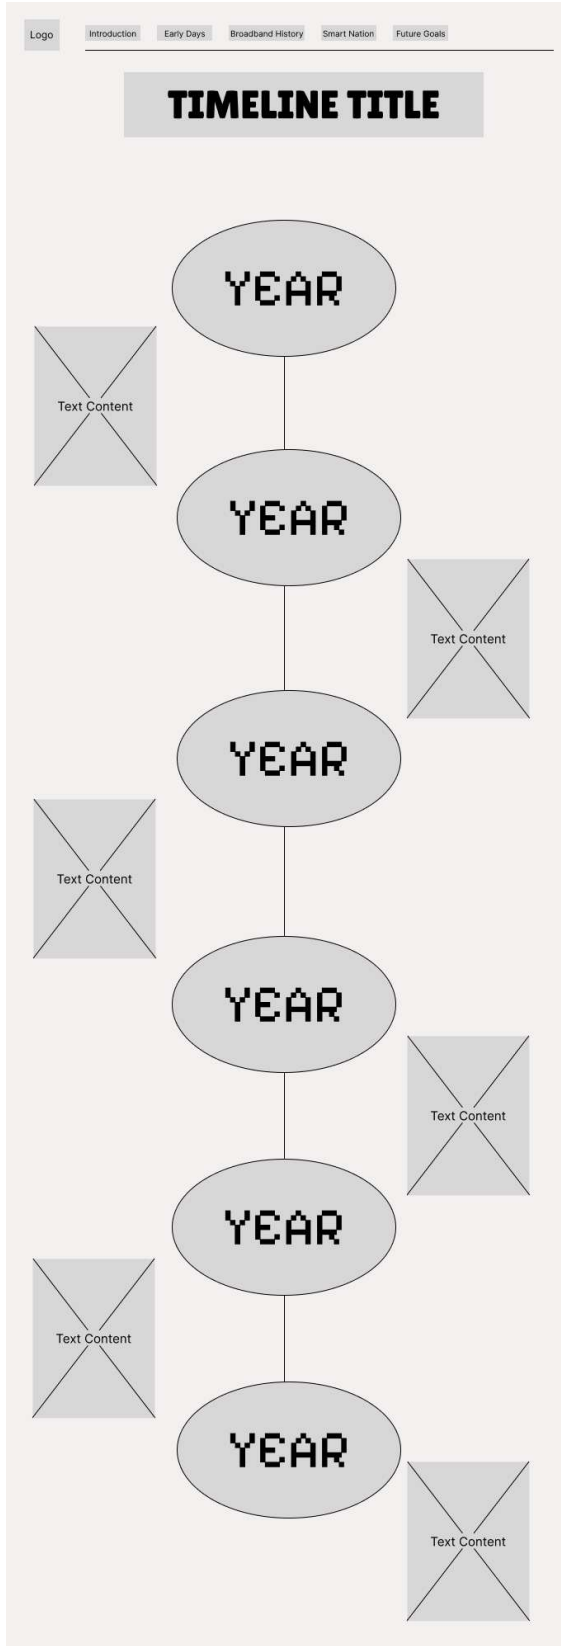 Logo
Introduction
Early Days
Broadband History
Smart Nation
Future Goals
TIMELINE TITLE
YEAR
Text Content
YEAR
Text Content
YEAR
Text Content
YEAR
Text Content
YEAR
Text Content
YEAR
Text Content